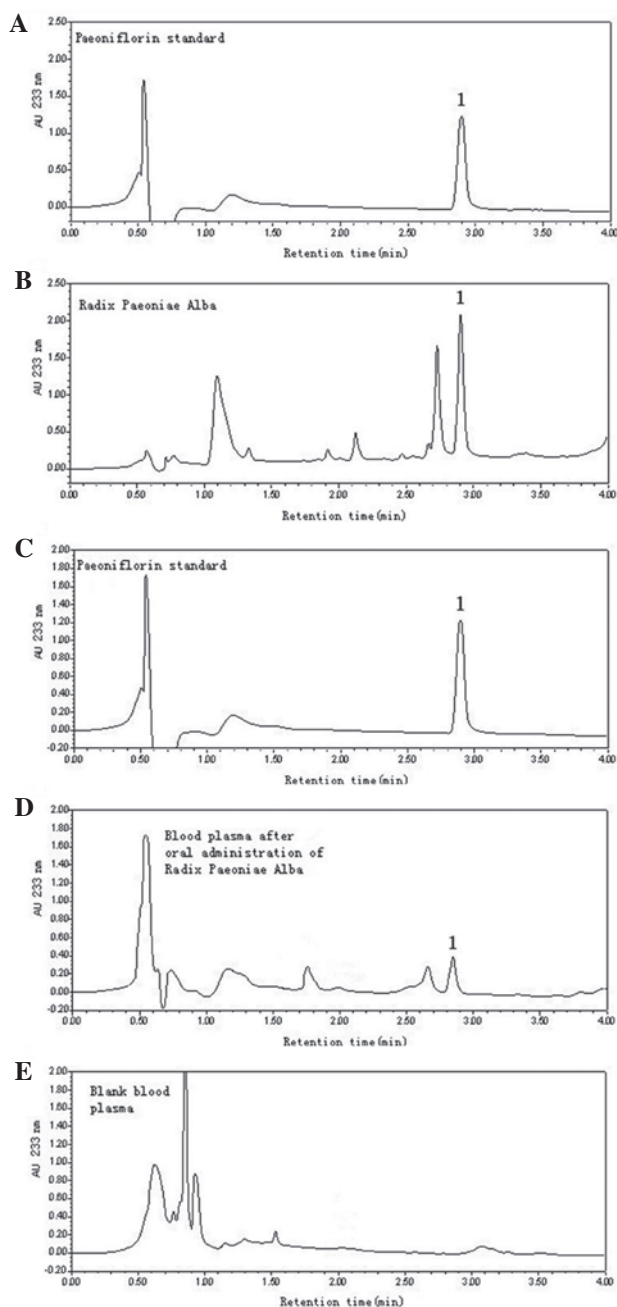 A
Paeoniflorin standard
1
AU 233 nm
2.50
2.00
1.50
1.00
0.50
0.00
0.00 0.50 1.00 1.50 2.00 2.50 3.00 3.50 4.00
Retention time(min)
B
Radix Paeoniae Alba
1
AU 233 nm
2.50
2.00
1.50
1.00
0.50
0.00
0.00 0.50 1.00 1.50 2.00 2.50 3.00 3.50 4.00
Retention time(min)
C
Paeoniflorin standard
1
AU 233 nm
2.00
1.80
1.60
1.40
1.20
1.00
0.80
0.60
0.40
0.20
0.00
-0.20
0.00 0.50 1.00 1.50 2.00 2.50 3.00 3.50 4.00
Retention time(min)
D
Blood plasma after
oral administration of
Radix Paeoniae Alba
1
AU 233 nm
2.00
1.80
1.60
1.40
1.20
1.00
0.80
0.60
0.40
0.20
0.00
-0.20
0.00 0.50 1.00 1.50 2.00 2.50 3.00 3.50 4.00
Retention time(min)
E
Blank blood
plasma
AU 233 nm
2.00
1.80
1.60
1.40
1.20
1.00
0.80
0.60
0.40
0.20
0.00
-0.20
0.00 0.50 1.00 1.50 2.00 2.50 3.00 3.50 4.00
Retention time(min)